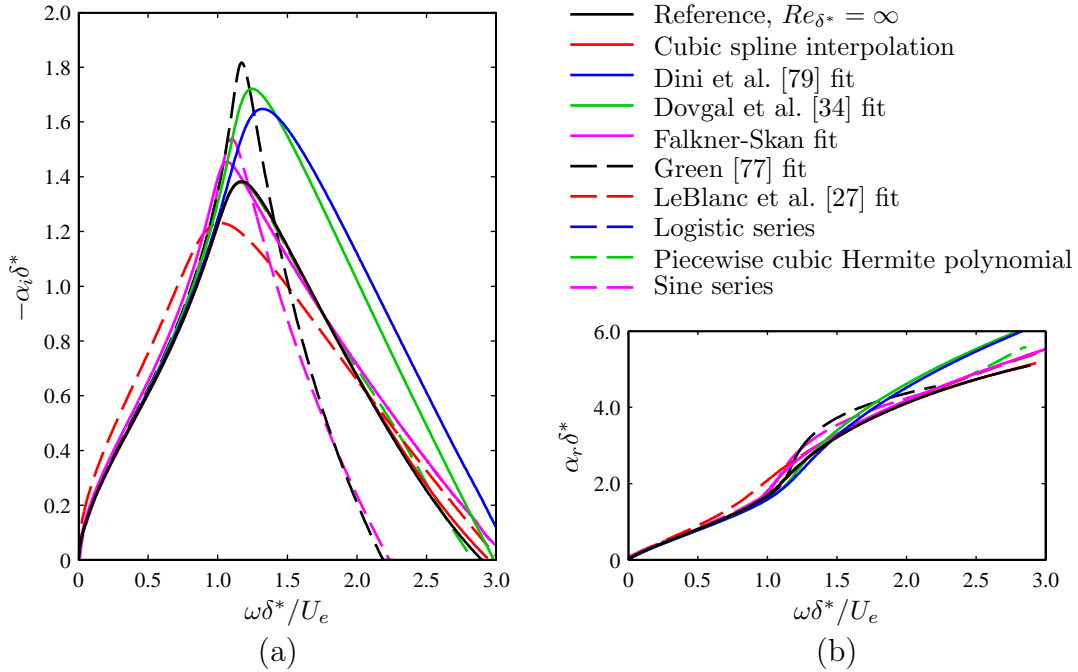 2.0
1.8
1.6
1.4
1.2
1.0
0.8
0.6
0.4
0.2
0
−αᵢδ*
0 0.5 1.0 1.5 2.0 2.5 3.0
ωδ*/Uₑ
(a)
Reference, Re_δ* = ∞
Cubic spline interpolation
Dini et al. [79] fit
Dovgal et al. [34] fit
Falkner-Skan fit
Green [77] fit
LeBlanc et al. [27] fit
Logistic series
Piecewise cubic Hermite polynomial
Sine series
6.0
4.0
2.0
0
αᵣδ*
0 0.5 1.0 1.5 2.0 2.5 3.0
ωδ*/Uₑ
(b)